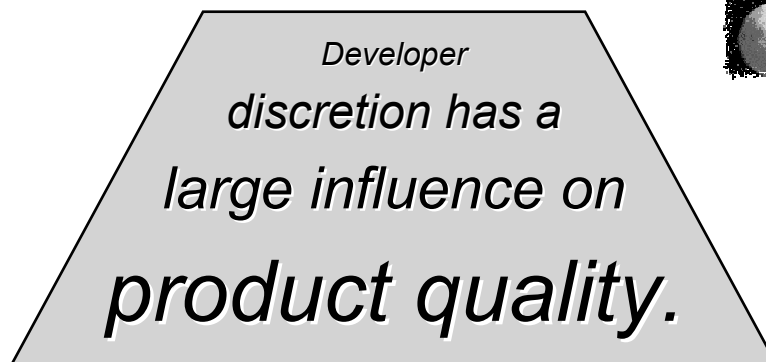 Developer
discretion has a
large influence on
product quality.